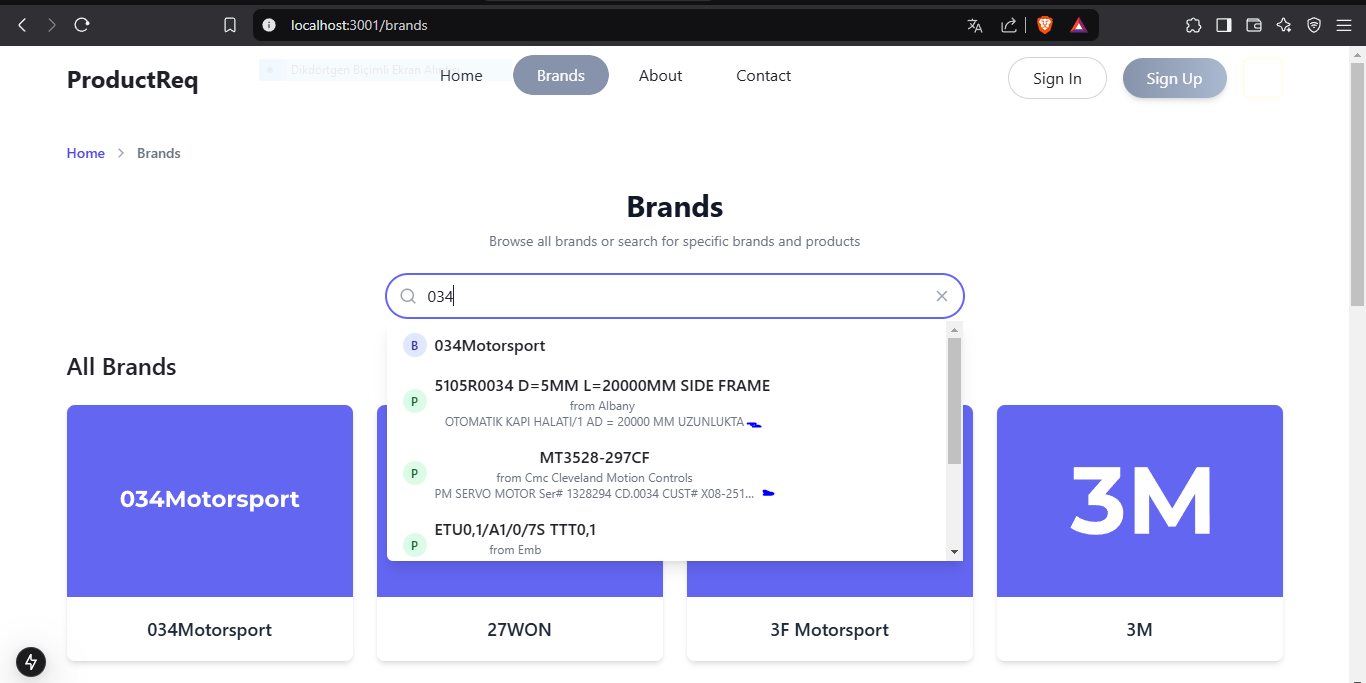 localhost:3001/brands
ProductReq
Dikdörtgen Biçimli Ekran Alıntısı
Home
Brands
About
Contact
Sign In
Sign Up
Home > Brands
Brands
Browse all brands or search for specific brands and products
034
B 034Motorsport
5105R0034 D=5MM L=20000MM SIDE FRAME
P
from Albany
OTOMATIK KAPI HALATI/1 AD = 20000 MM UZUNLUKTA
MT3528-297CF
P
from Cmc Cleveland Motion Controls
PM SERVO MOTOR Ser# 1328294 CD.0034 CUST# X08-251...
ETU0,1/A1/0/7S TTT0,1
P
from Emb
All Brands
034Motorsport
3M
034Motorsport
27WON
3F Motorsport
3M